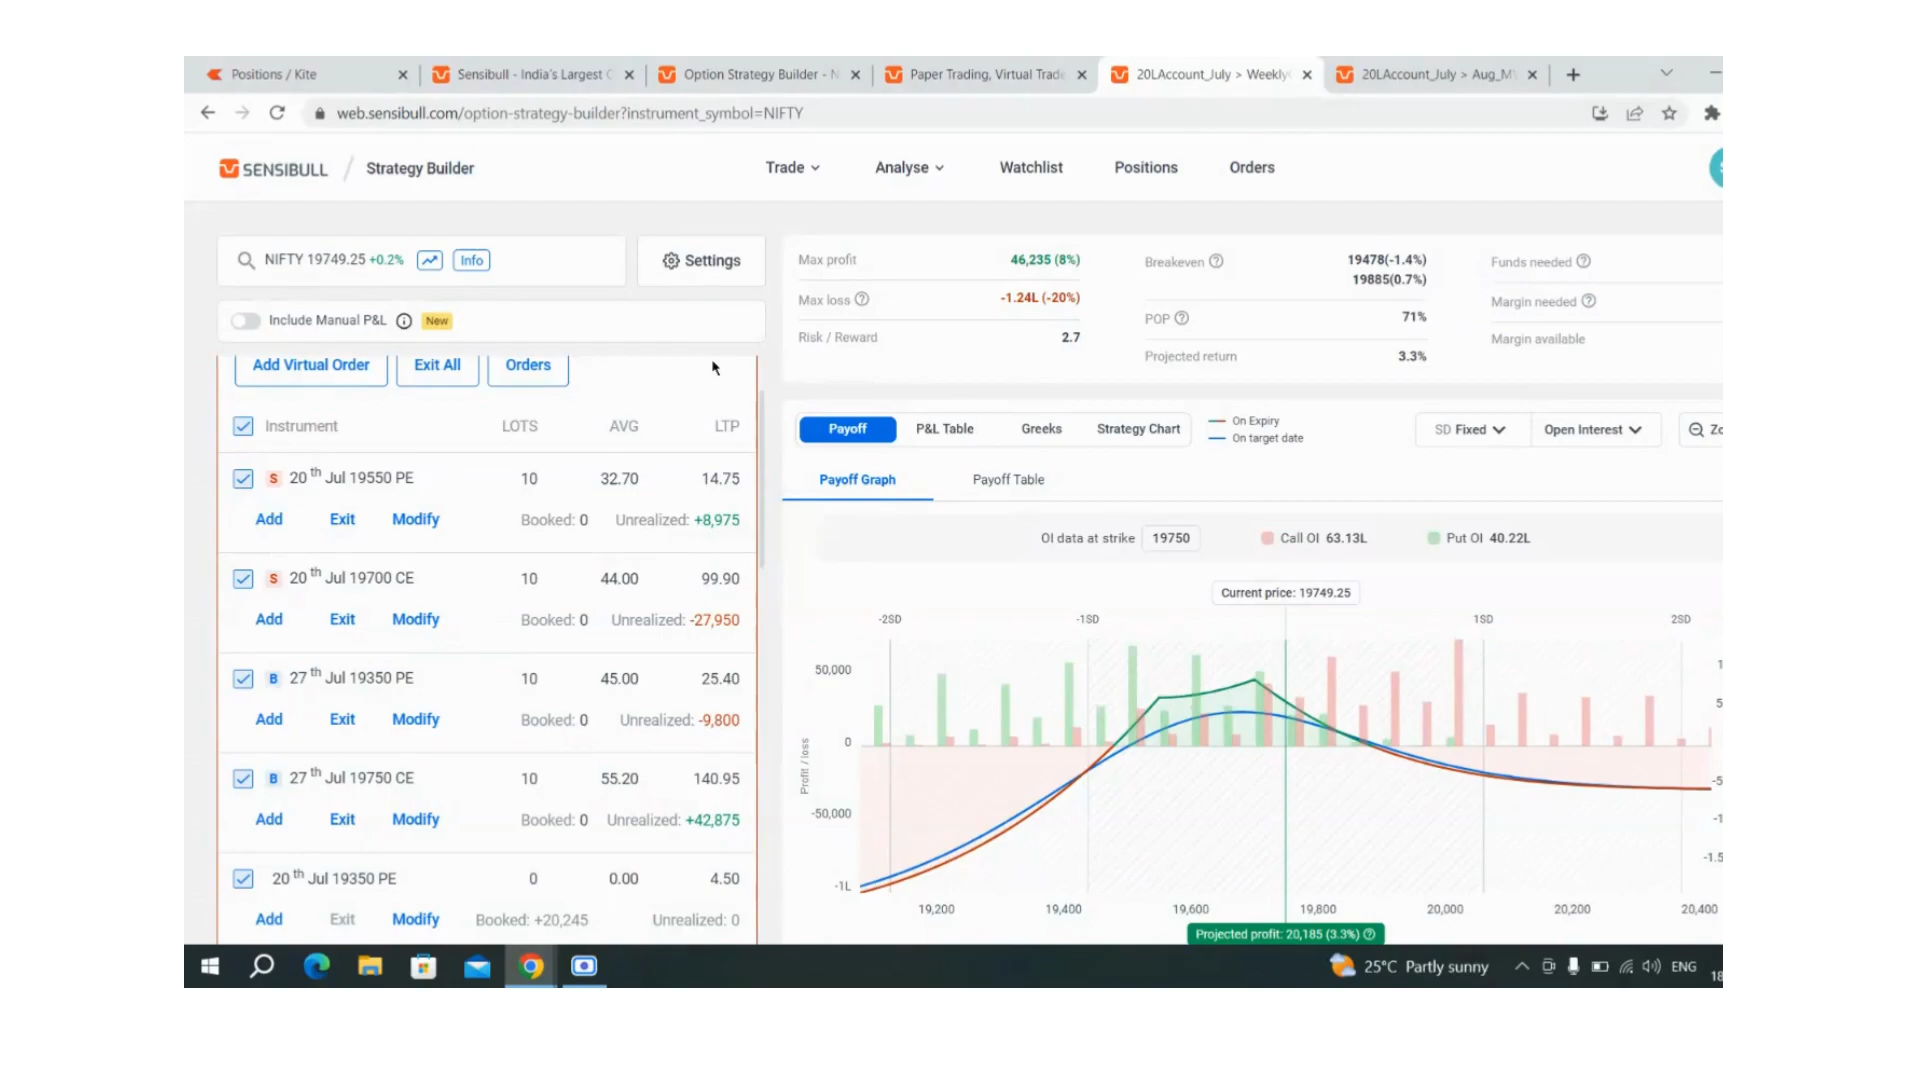 Positions / Kite
Sensibull - India's Largest
Option Strategy Builder - N
Paper Trading, Virtual Trad
20LAccount_July > Weekly
20LAccount_July > Aug_M
web.sensibull.com/option-strategy-builder?instrument_symbol=NIFTY
SENSIBULL / Strategy Builder
Trade Analyse Watchlist Positions Orders
NIFTY 19749.25 +0.2% Info
Settings
Include Manual P&L New
Max profit 46,235 (8%)
Max loss -1.24L (-20%)
Risk / Reward 2.7
Breakeven 19478(-1.4%)
19885(0.7%)
POP 71%
Projected return 3.3%
Funds needed
Margin needed
Margin available
Add Virtual Order Exit All Orders
Instrument LOTS AVG LTP
S 20th Jul 19550 PE 10 32.70 14.75
Add Exit Modify Booked: 0 Unrealized: +8,975
S 20th Jul 19700 CE 10 44.00 99.90
Add Exit Modify Booked: 0 Unrealized: -27,950
B 27th Jul 19350 PE 10 45.00 25.40
Add Exit Modify Booked: 0 Unrealized: -9,800
B 27th Jul 19750 CE 10 55.20 140.95
Add Exit Modify Booked: 0 Unrealized: +42,875
20th Jul 19350 PE 0 0.00 4.50
Add Exit Modify Booked: +20,245 Unrealized: 0
Payoff P&L Table Greeks Strategy Chart
On Expiry
On target date
SD Fixed
Open Interest
Zo
Payoff Graph Payoff Table
OI data at strike 19750 Call OI 63.13L Put OI 40.22L
Current price: 19749.25
-2SD -1SD 1SD 2SD
50,000
0
-50,000
-1L
Profit / loss
1
5
-5
-1
-1.5
19,200 19,400 19,600 19,800 20,000 20,200 20,400
Projected profit: 20,185 (3.3%)
25°C Partly sunny
ENG
18